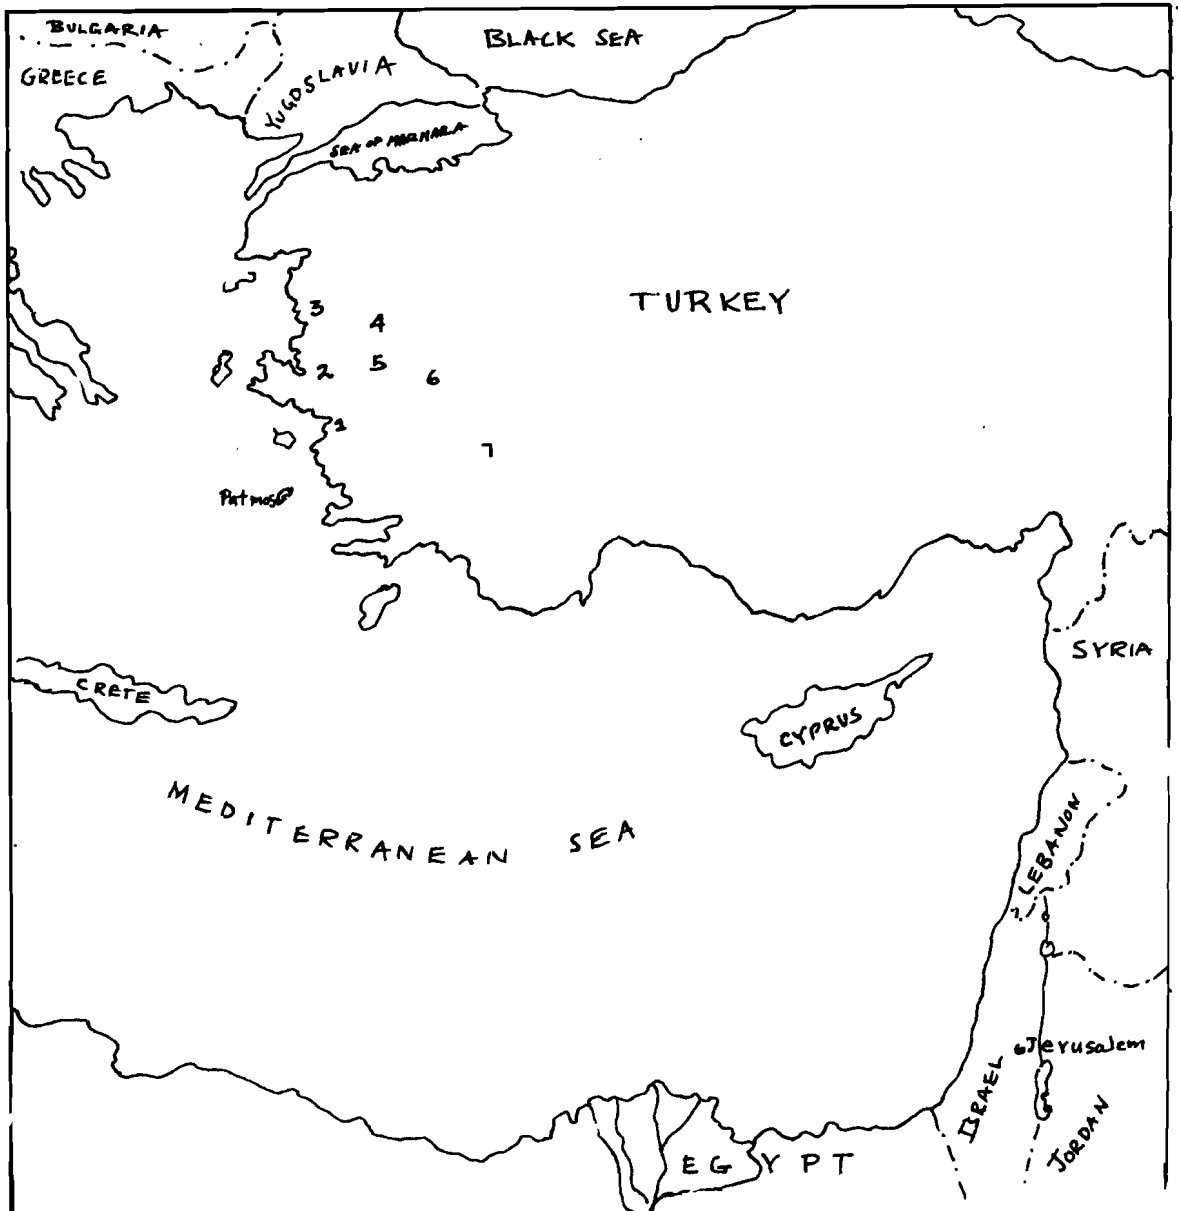 BULGARIA
BLACK SEA
GREECE
YUGOSLAVIA
SEA OF MARMARA
TURKEY
3
4
5
2
6
1
7
Patmos
SYRIA
CRETE
CYPRUS
MEDITERRANEAN SEA
LEBANON
Jerusalem
ISRAEL
JORDAN
EGYPT